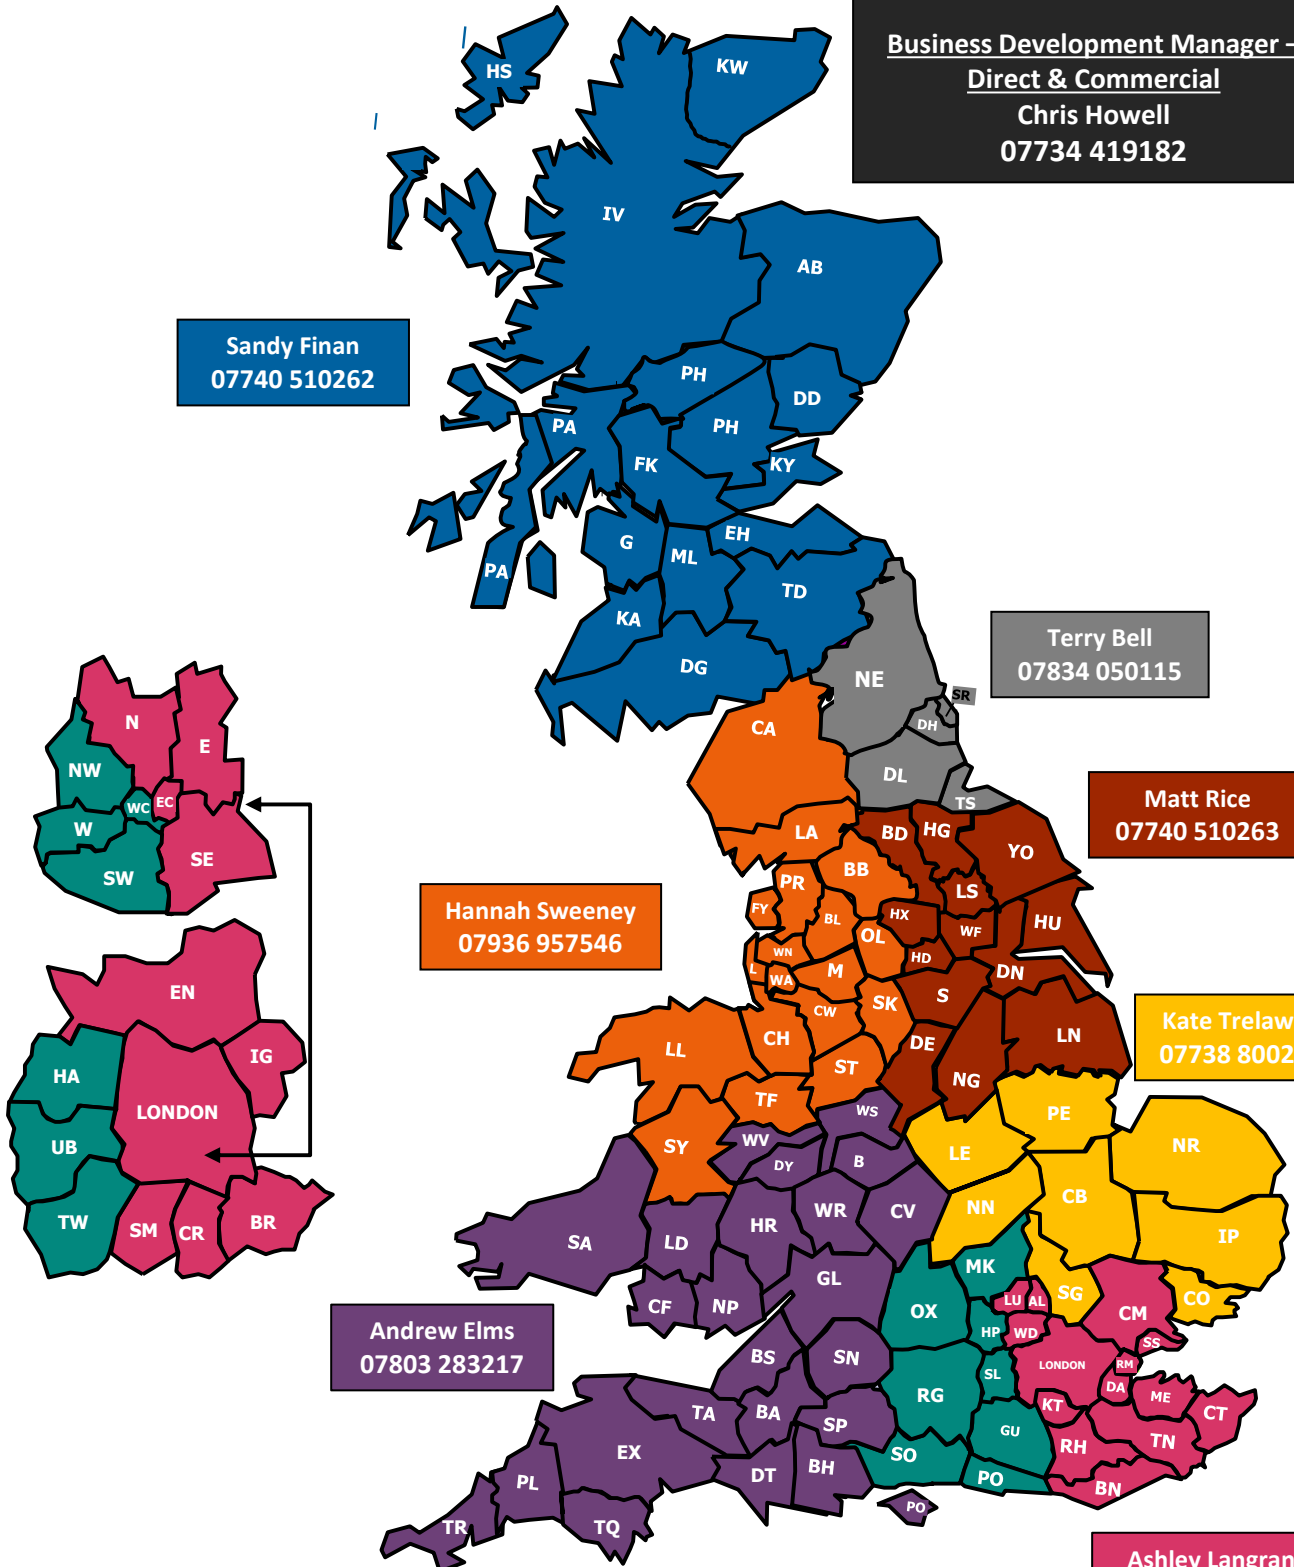 Business Development Manager –
Direct & Commercial
Chris Howell
07734 419182
HS
KW
IV
AB
Sandy Finan
07740 510262
PH
DD
PA
PH
FK
KY
G
EH
ML
PA
TD
KA
DG
Terry Bell
07834 050115
NE
SR
DH
CA
DL
TS
N
E
NW
WC
EC
W
SE
SW
Matt Rice
07740 510263
LA
BD
HG
YO
BB
PR
LS
FY
BL
HX
WF
HU
OL
Hannah Sweeney
07936 957546
WN
HD
L
WA
M
DN
S
SK
CW
LN
CH
DE
LL
ST
NG
Kate Trelaw
07738 8002
EN
IG
HA
LONDON
UB
TW
SM
CR
BR
TF
WS
PE
WV
SY
DY
B
LE
NR
CB
NN
HR
WR
CV
SA
LD
IP
MK
GL
CF
NP
OX
LU
AL
SG
CO
CM
HP
WD
SS
Andrew Elms
07803 283217
BS
SN
LONDON
RM
SL
DA
RG
ME
KT
CT
TA
BA
SP
GU
RH
TN
EX
SO
PL
DT
BH
PO
BN
PO
TR
TQ
Ashley Langran